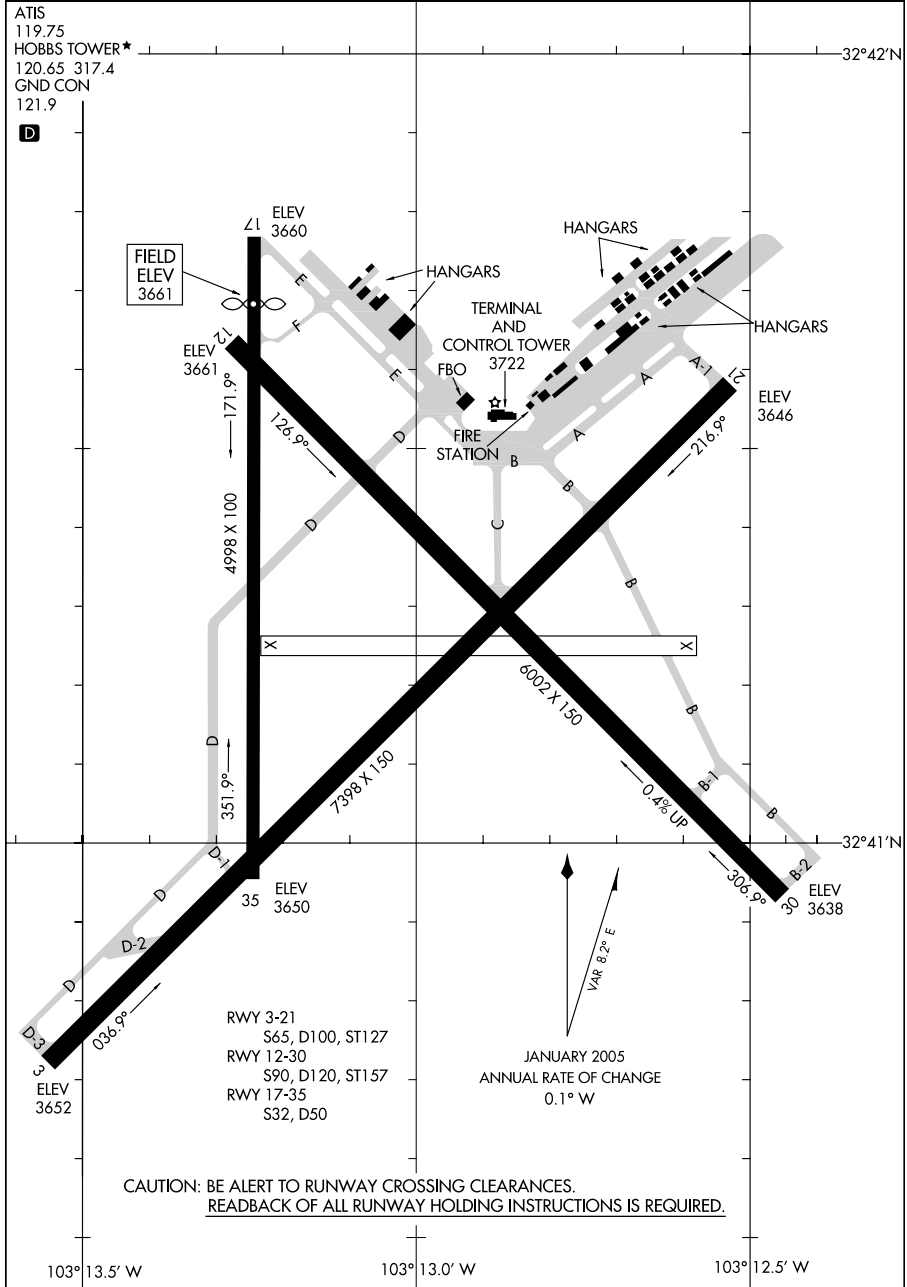 ATIS
119.75
HOBBS TOWER★
120.65 317.4
GND CON
121.9
D
32°42'N
17
ELEV
3660
FIELD
ELEV
3661
HANGARS
HANGARS
TERMINAL
AND
CONTROL TOWER
3722
HANGARS
E
F
E
12
ELEV
3661
FBO
A-1
21
ELEV
3646
A
A
171.9°
126.9°
D
FIRE
STATION
B
216.9°
B
4998 X 100
D
C
B
X
X
6002 X 150
B
D
351.9°
7398 X 150
0.4% UP
B-1
B
32°41'N
D-1
B-2
306.9°
30
ELEV
3638
35
ELEV
3650
D
D-2
D
VAR 8.2° E
D-3
036.9°
3
ELEV
3652
RWY 3-21
S65, D100, ST127
RWY 12-30
S90, D120, ST157
RWY 17-35
S32, D50
JANUARY 2005
ANNUAL RATE OF CHANGE
0.1° W
CAUTION: BE ALERT TO RUNWAY CROSSING CLEARANCES.
READBACK OF ALL RUNWAY HOLDING INSTRUCTIONS IS REQUIRED.
103°13.5' W
103°13.0' W
103°12.5' W